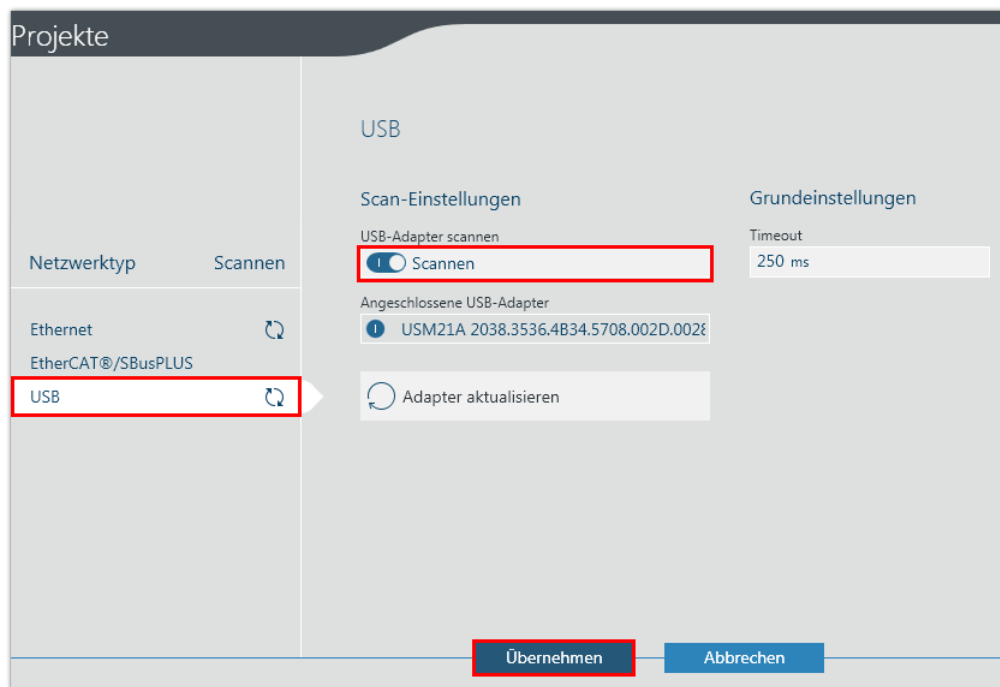 Projekte
Netzwerktyp Scannen
Ethernet
EtherCAT®/SBusPLUS
USB
USB
Scan-Einstellungen
USB-Adapter scannen
Scannen
Angeschlossene USB-Adapter
USM21A 2038.3536.4B34.5708.002D.0028
Adapter aktualisieren
Grundeinstellungen
Timeout
250 ms
Übernehmen
Abbrechen